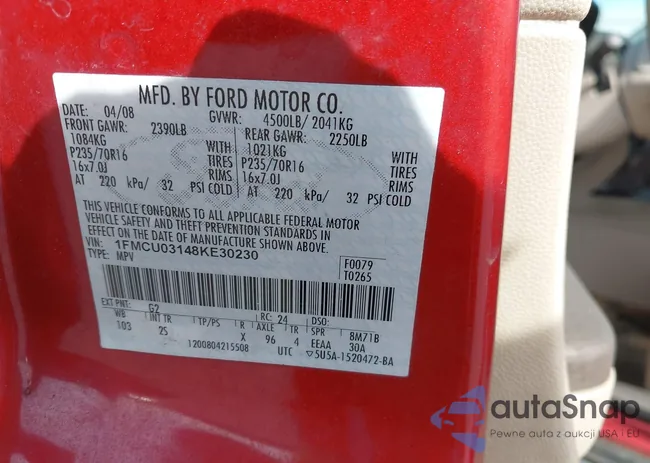 MFD. BY FORD MOTOR CO.
DATE: 04/08 GVWR: 4500LB/ 2041KG
FRONT GAWR: 2390LB REAR GAWR: 2250LB
1084KG WITH 1021KG WITH
P235/70R16 TIRES P235/70R16 TIRES
16x7.0J RIMS 16x7.0J RIMS
AT 220 kPa/ 32 PSI COLD AT 220 kPa/ 32 PSI COLD
THIS VEHICLE CONFORMS TO ALL APPLICABLE FEDERAL MOTOR
VEHICLE SAFETY AND THEFT PREVENTION STANDARDS IN
EFFECT ON THE DATE OF MANUFACTURE SHOWN ABOVE.
VIN: 1FMCU03148KE30230
TYPE: MPV
F0079
T0265
EXT PNT: G2 RC: 24 DSO:
WB INT TR TP/PS R AXLE TR SPR 8M71B
103 25 X 96 4 EEAA 30A
1200804215508 UTC ▽5U5A-1520472-BA
autaSnap
Pewne auta z aukcji USA i EU